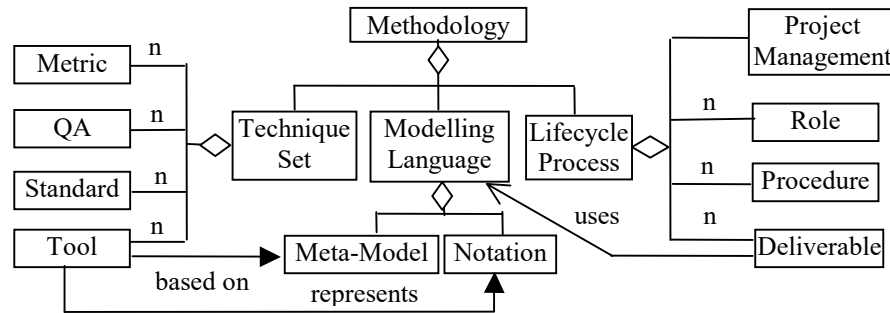 Methodology
Project
Management
n
Metric
n
QA
Technique
Set
Modelling
Language
Lifecycle
Process
n
Role
n
Standard
n
Procedure
n
Tool
uses
n
Deliverable
Meta-Model
Notation
based on
represents